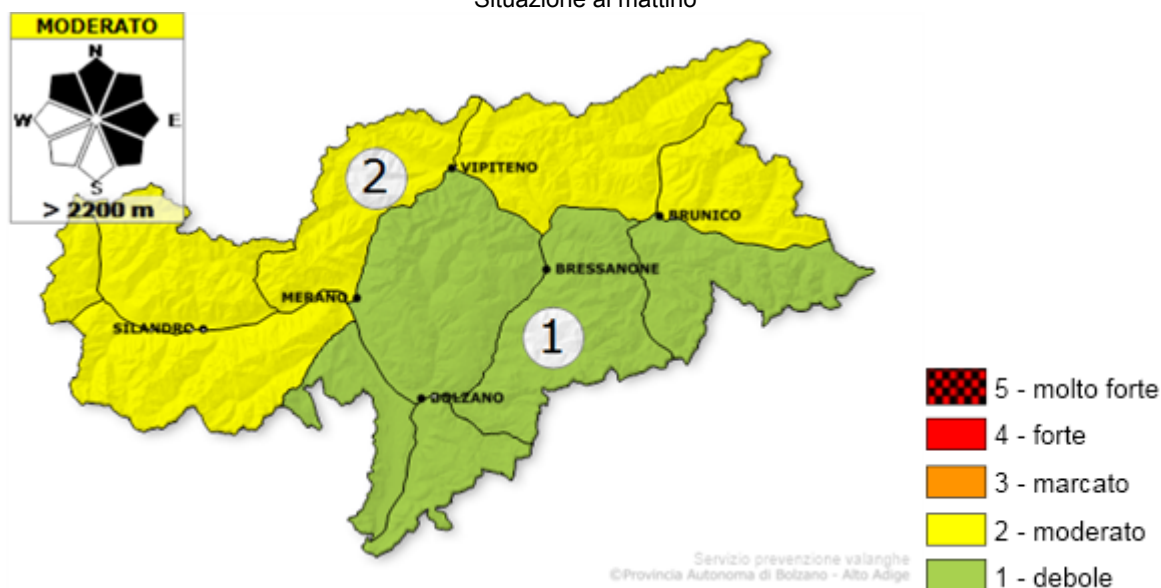 Situazione al mattino
MODERATO
N
W
E
S
> 2200 m
2
VIPITENO
BRUNICO
BRESSANONE
MERANO
SILANDRO
1
BOLZANO
5 - molto forte
4 - forte
3 - marcato
2 - moderato
1 - debole
Servizio prevenzione valanghe
©Provincia Autonoma di Bolzano - Alto Adige